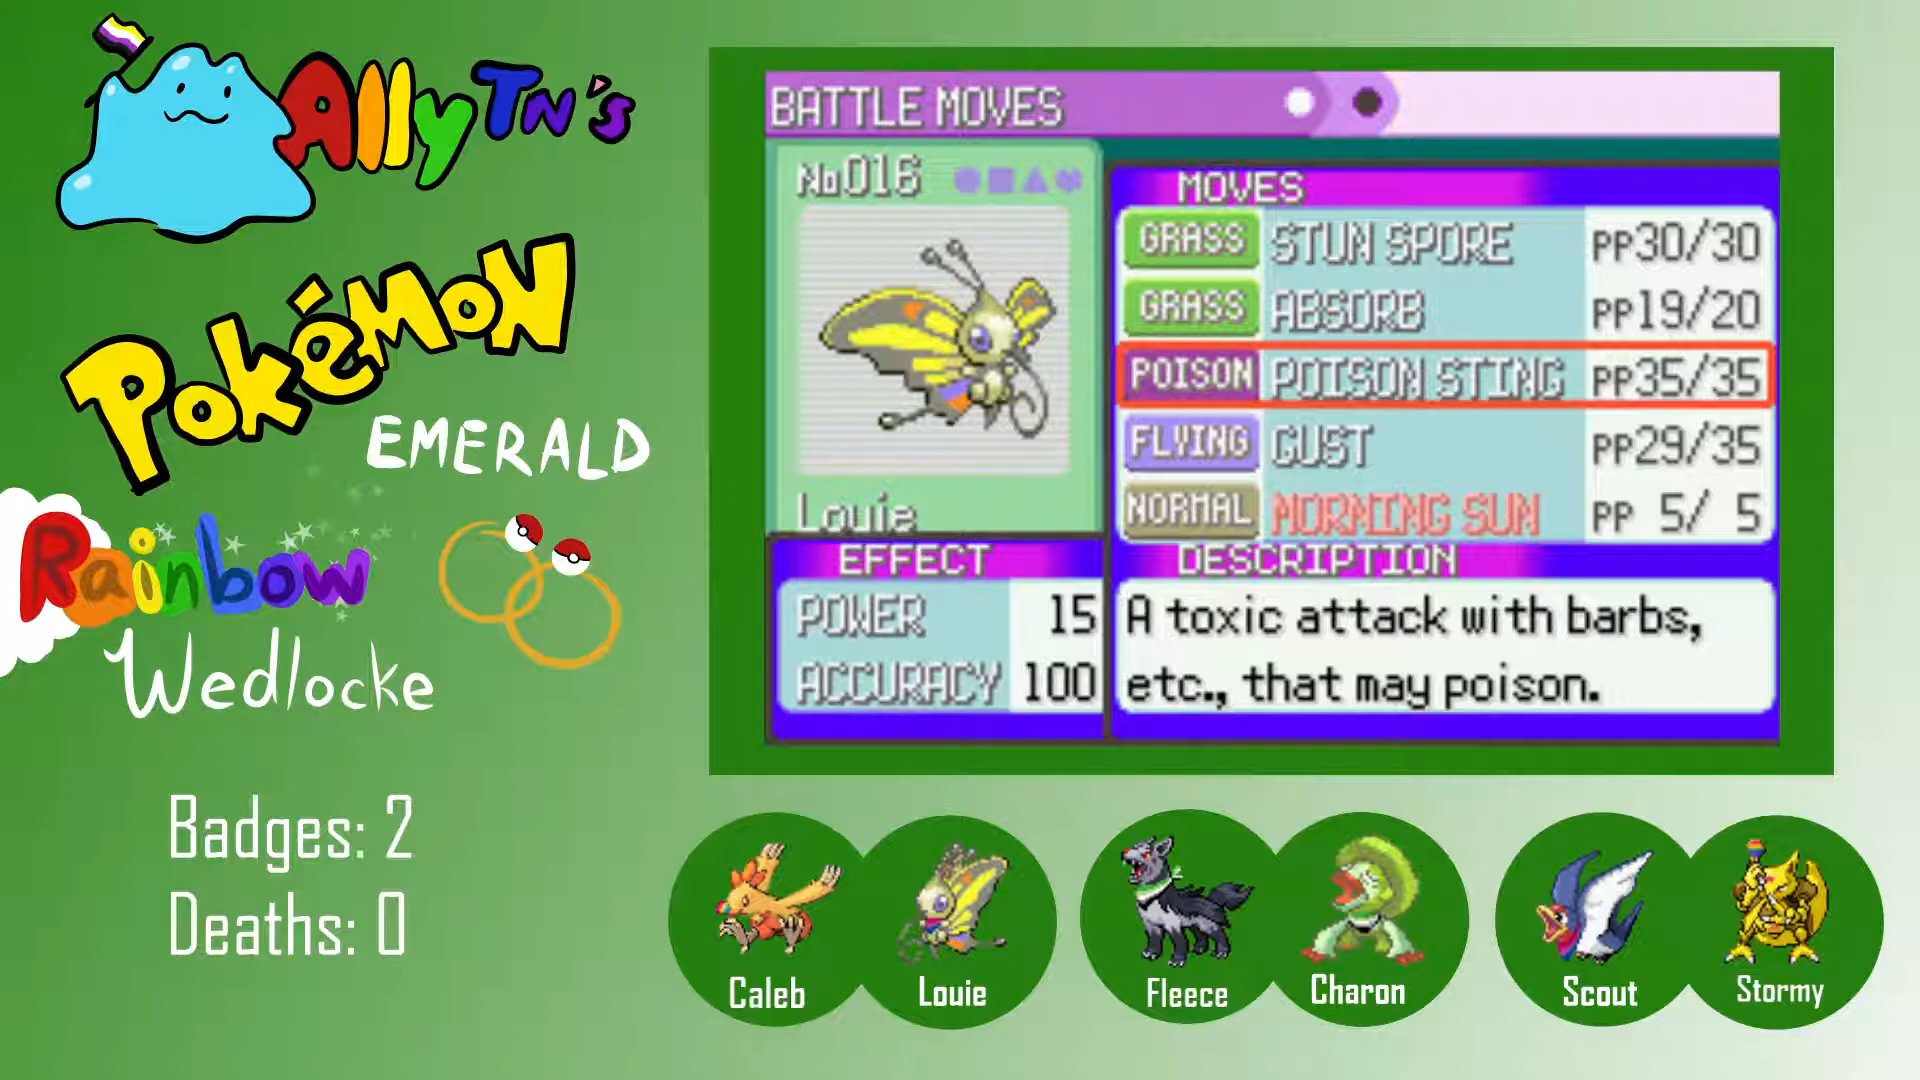 AllyTN's
Pokémon
EMERALD
Rainbow
Wedlocke
Badges: 2
Deaths: 0
BATTLE MOVES
No016
Louie
MOVES
GRASS STUN SPORE PP30/30
GRASS ABSORB PP19/20
POISON POISON STING PP35/35
FLYING GUST PP29/35
NORMAL MORNING SUN PP 5/ 5
EFFECT
POWER 15
ACCURACY 100
DESCRIPTION
A toxic attack with barbs,
etc., that may poison.
Caleb Louie Fleece Charon Scout Stormy